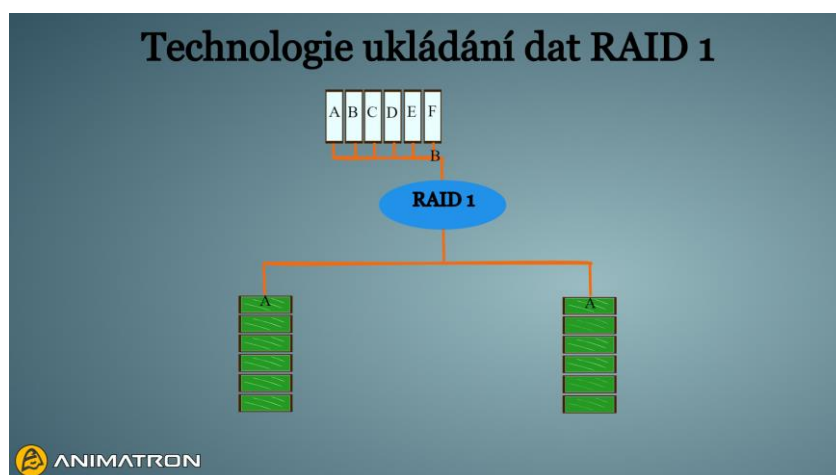 Technologie ukládání dat RAID 1
A B C D E F
B
RAID 1
A A
ANIMATRON